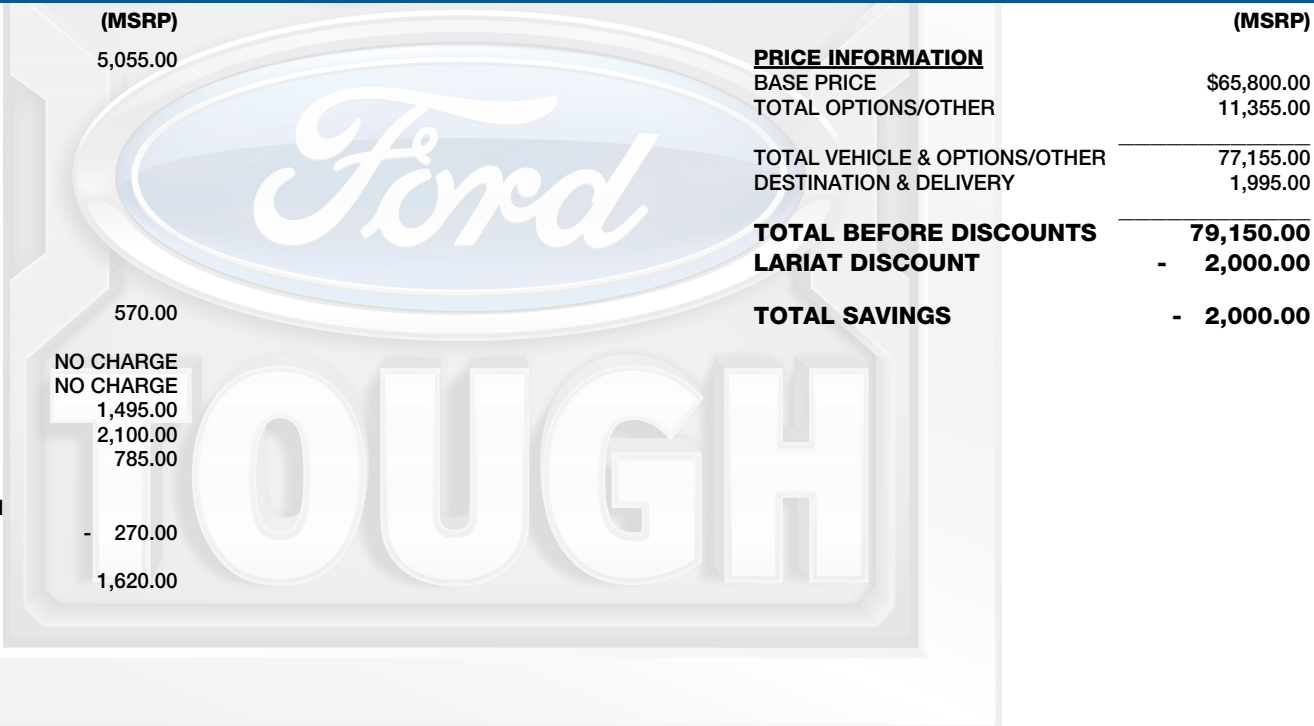 (MSRP)
5,055.00
570.00
NO CHARGE
NO CHARGE
1,495.00
2,100.00
785.00
- 270.00
1,620.00
Ford
TOUGH
(MSRP)
PRICE INFORMATION
BASE PRICE $65,800.00
TOTAL OPTIONS/OTHER 11,355.00
TOTAL VEHICLE & OPTIONS/OTHER 77,155.00
DESTINATION & DELIVERY 1,995.00
TOTAL BEFORE DISCOUNTS 79,150.00
LARIAT DISCOUNT - 2,000.00
TOTAL SAVINGS - 2,000.00